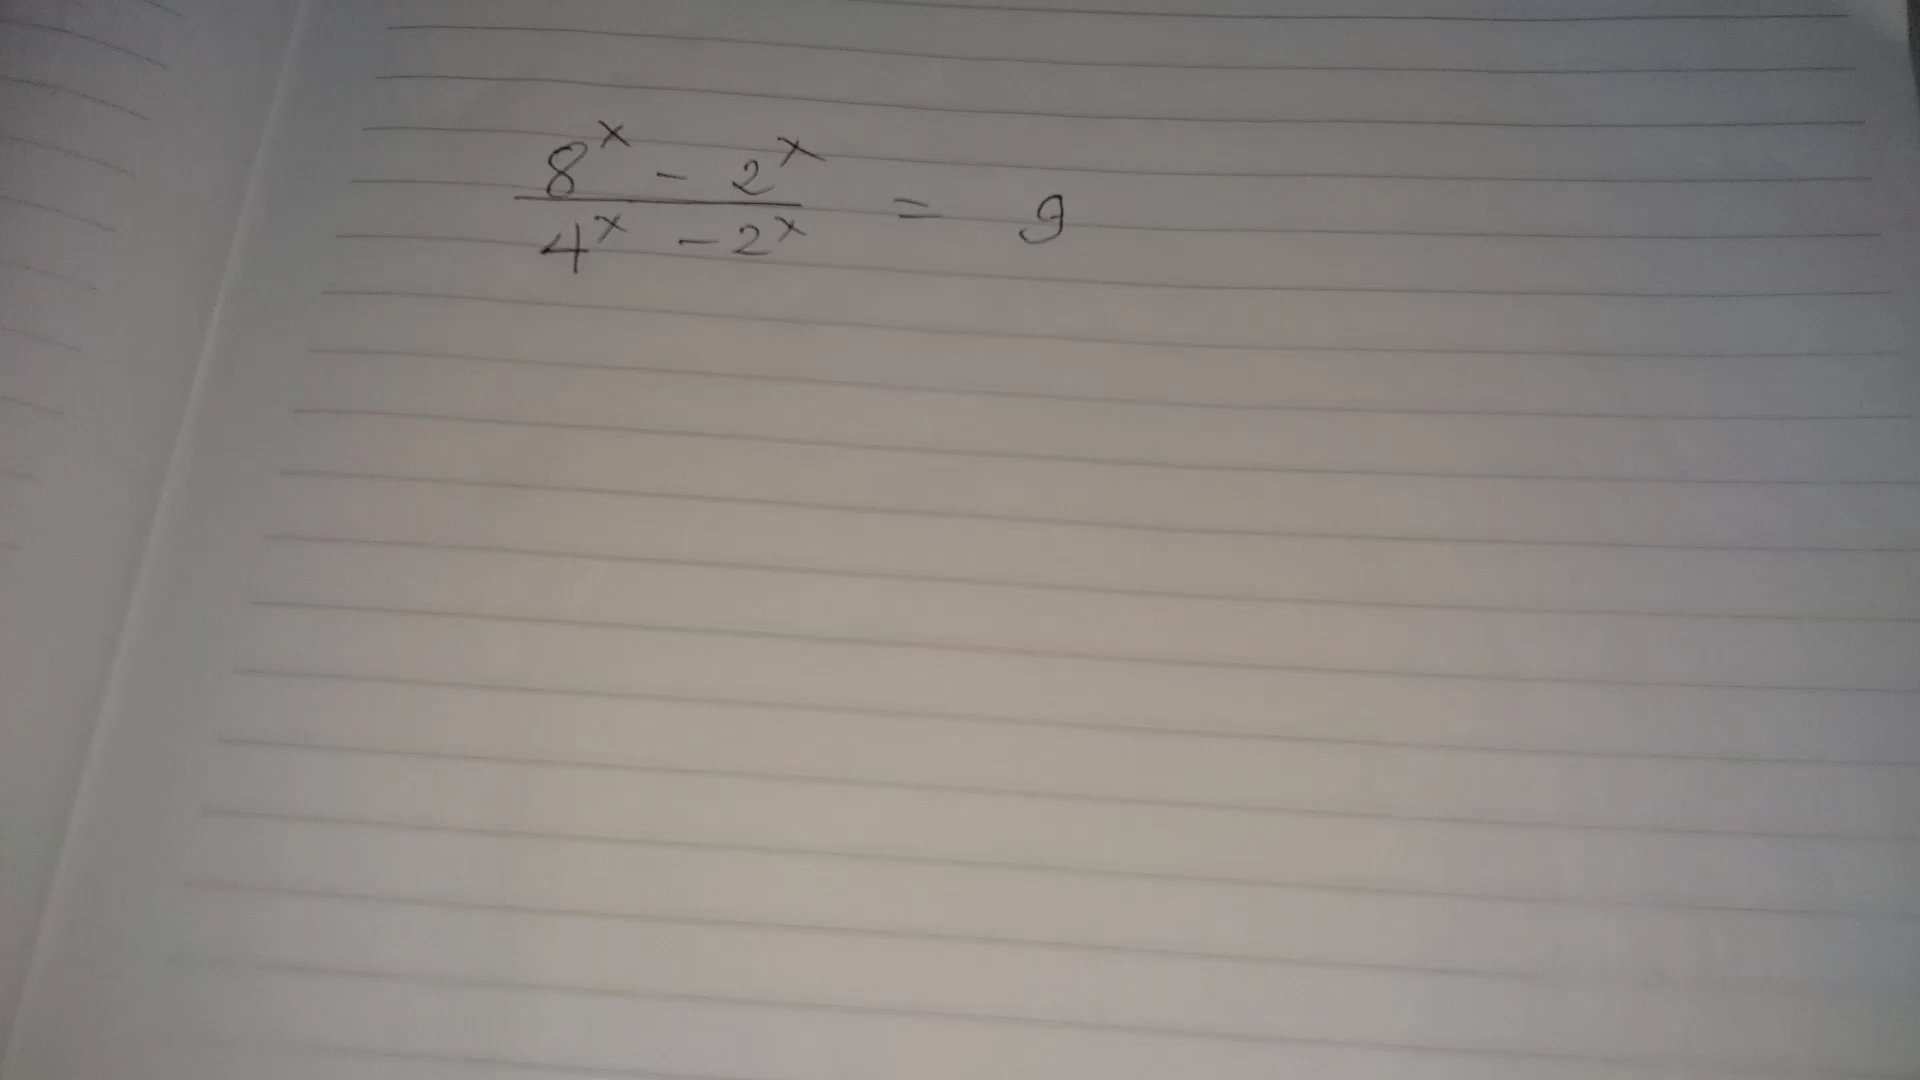 8^x - 2^x
4^x - 2^x = 9